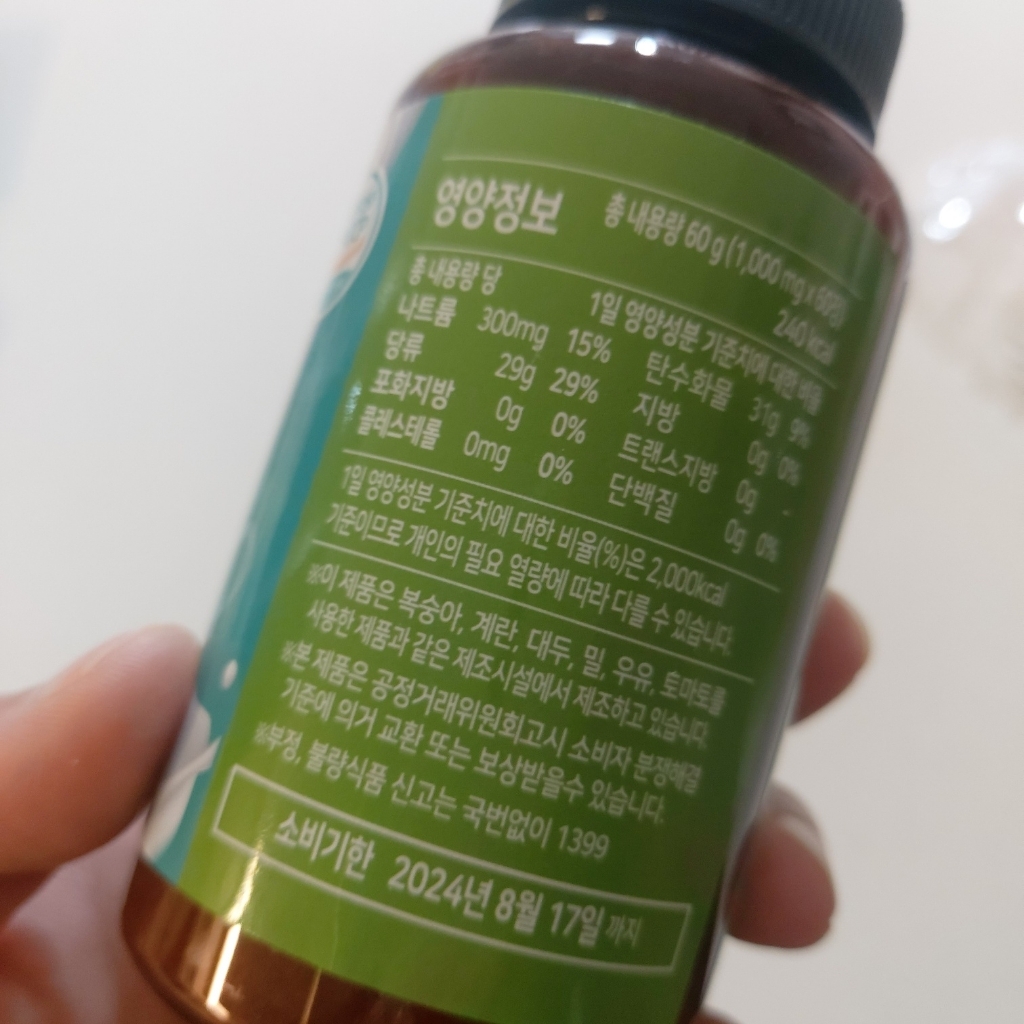 영양정보
총 내용량 60 g (1,000 mg x 60정)
240 kcal
총 내용량 당
1일 영양성분 기준치에 대한 비율
나트륨 300mg 15% 탄수화물 31g 9%
당류 29g 29% 지방 0g 0%
포화지방 0g 0% 트랜스지방 0g -
콜레스테롤 0mg 0% 단백질 0g 0%
1일 영양성분 기준치에 대한 비율(%)은 2,000kcal
기준이므로 개인의 필요 열량에 따라 다를 수 있습니다.
※이 제품은 복숭아, 계란, 대두, 밀, 우유, 토마토를
사용한 제품과 같은 제조시설에서 제조하고 있습니다.
※본 제품은 공정거래위원회고시 소비자 분쟁해결
기준에 의거 교환 또는 보상받을수 있습니다.
※부정, 불량식품 신고는 국번없이 1399
소비기한 2024년 8월 17일 까지